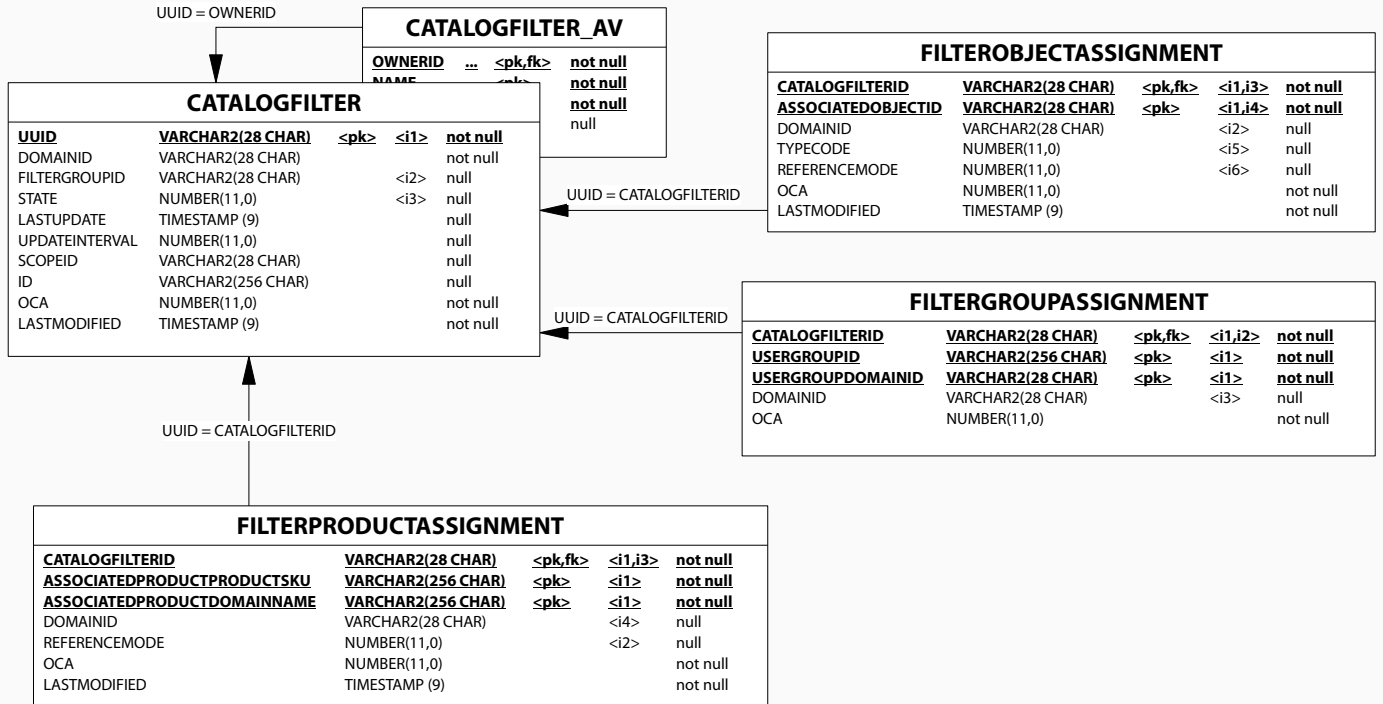 UUID = OWNERID
CATALOGFILTER_AV
OWNERID ... <pk,fk> not null
not null
not null
null
CATALOGFILTER
UUID VARCHAR2(28 CHAR) <pk> <i1> not null
DOMAINID VARCHAR2(28 CHAR) not null
FILTERGROUPID VARCHAR2(28 CHAR) <i2> null
STATE NUMBER(11,0) <i3> null
LASTUPDATE TIMESTAMP (9) null
UPDATEINTERVAL NUMBER(11,0) null
SCOPEID VARCHAR2(28 CHAR) null
ID VARCHAR2(256 CHAR) null
OCA NUMBER(11,0) not null
LASTMODIFIED TIMESTAMP (9) not null
FILTEROBJECTASSIGNMENT
CATALOGFILTERID VARCHAR2(28 CHAR) <pk,fk> <i1,i3> not null
ASSOCIATEDOBJECTID VARCHAR2(28 CHAR) <pk> <i1,i4> not null
DOMAINID VARCHAR2(28 CHAR) <i2> null
TYPECODE NUMBER(11,0) <i5> null
REFERENCEMODE NUMBER(11,0) <i6> null
OCA NUMBER(11,0) not null
LASTMODIFIED TIMESTAMP (9) not null
UUID = CATALOGFILTERID
UUID = CATALOGFILTERID
FILTERGROUPASSIGNMENT
CATALOGFILTERID VARCHAR2(28 CHAR) <pk,fk> <i1,i2> not null
USERGROUPID VARCHAR2(256 CHAR) <pk> <i1> not null
USERGROUPDOMAINID VARCHAR2(28 CHAR) <pk> <i1> not null
DOMAINID VARCHAR2(28 CHAR) <i3> null
OCA NUMBER(11,0) not null
UUID = CATALOGFILTERID
FILTERPRODUCTASSIGNMENT
CATALOGFILTERID VARCHAR2(28 CHAR) <pk,fk> <i1,i3> not null
ASSOCIATEDPRODUCTPRODUCTSKU VARCHAR2(256 CHAR) <pk> <i1> not null
ASSOCIATEDPRODUCTDOMAINNAME VARCHAR2(256 CHAR) <pk> <i1> not null
DOMAINID VARCHAR2(28 CHAR) <i4> null
REFERENCEMODE NUMBER(11,0) <i2> null
OCA NUMBER(11,0) not null
LASTMODIFIED TIMESTAMP (9) not null